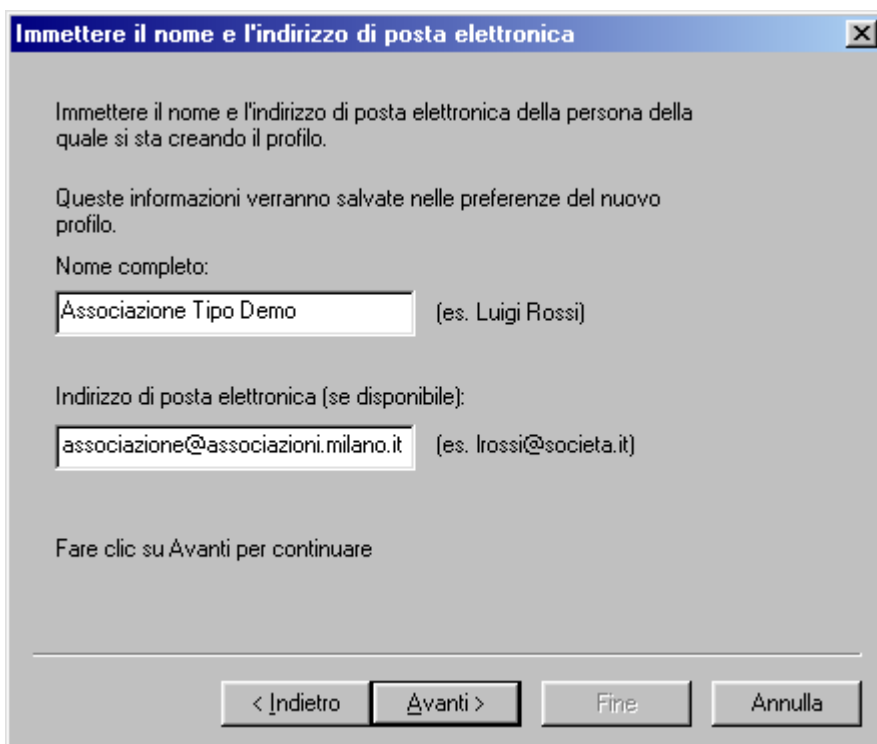 Immettere il nome e l'indirizzo di posta elettronica
Immettere il nome e l'indirizzo di posta elettronica della persona della
quale si sta creando il profilo.
Queste informazioni verranno salvate nelle preferenze del nuovo
profilo.
Nome completo:
Associazione Tipo Demo (es. Luigi Rossi)
Indirizzo di posta elettronica (se disponibile):
associazione@associazioni.milano.it (es. lrossi@societa.it)
Fare clic su Avanti per continuare
< Indietro Avanti > Fine Annulla